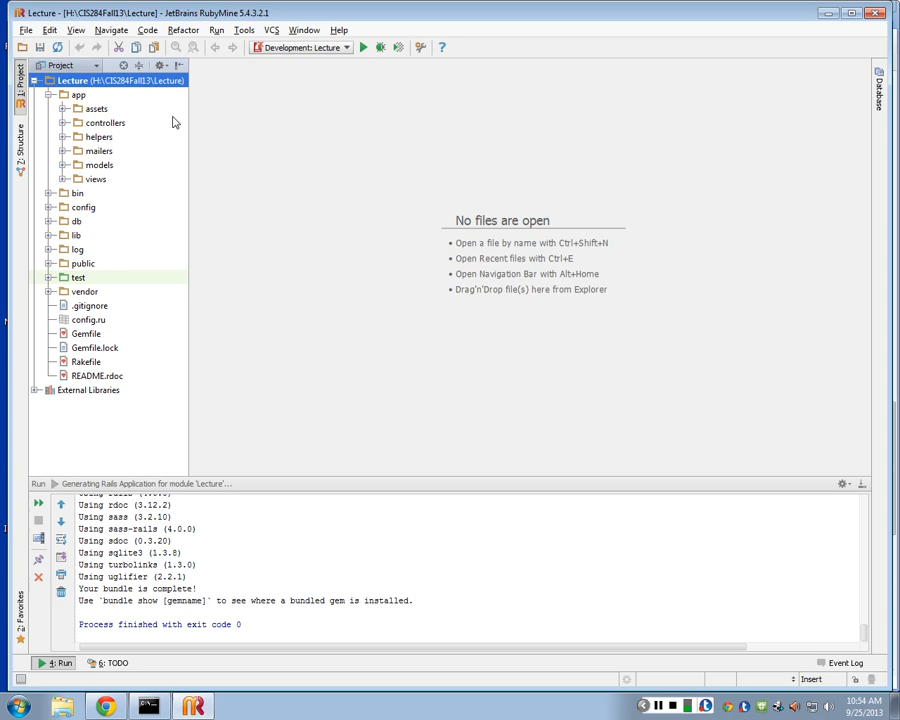 Lecture - [H:\CIS284Fall13\Lecture] - JetBrains RubyMine 5.4.3.2.1
File Edit View Navigate Code Refactor Run Tools VCS Window Help
Development: Lecture
Project
1: Project
Z: Structure
2: Favorites
Database
Lecture (H:\CIS284Fall13\Lecture)
app
assets
controllers
helpers
mailers
models
views
bin
config
db
lib
log
public
test
vendor
.gitignore
config.ru
Gemfile
Gemfile.lock
Rakefile
README.rdoc
External Libraries
No files are open
• Open a file by name with Ctrl+Shift+N
• Open Recent files with Ctrl+E
• Open Navigation Bar with Alt+Home
• Drag'n'Drop file(s) here from Explorer
Run Generating Rails Application for module 'Lecture'...
Using rdoc (3.12.2)
Using sass (3.2.10)
Using sass-rails (4.0.0)
Using sdoc (0.3.20)
Using sqlite3 (1.3.8)
Using turbolinks (1.3.0)
Using uglifier (2.2.1)
Your bundle is complete!
Use `bundle show [gemname]` to see where a bundled gem is installed.
Process finished with exit code 0
4: Run 6: TODO
Event Log
Insert
10:54 AM
9/25/2013